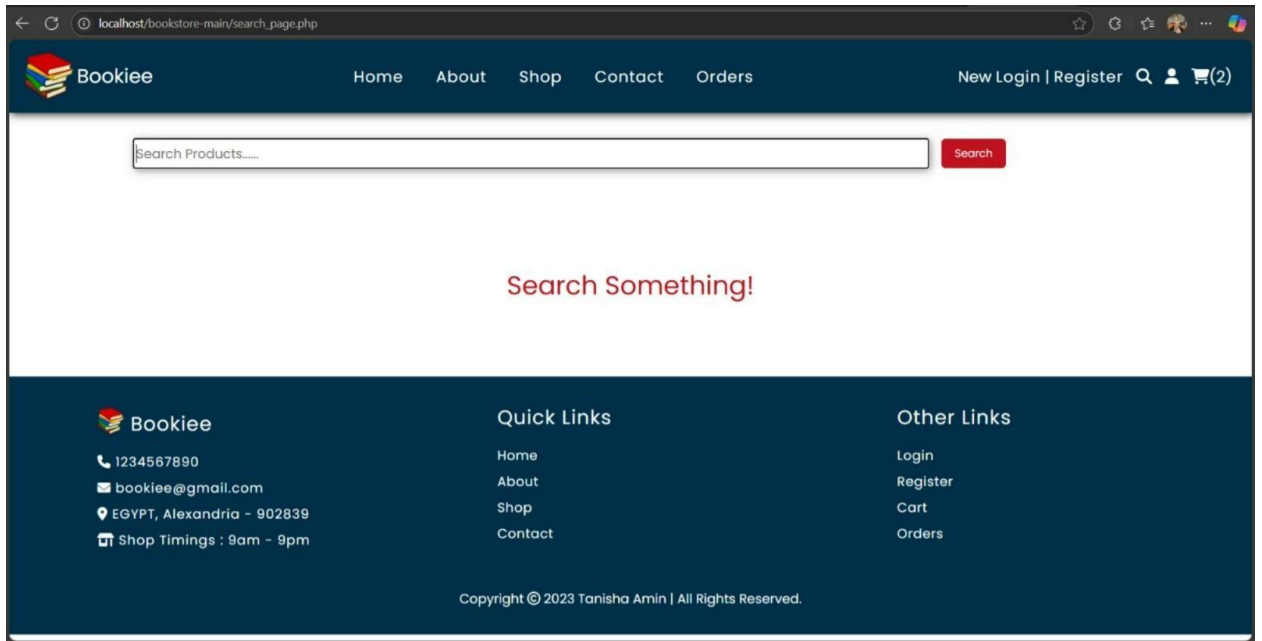 localhost/bookstore-main/search_page.php
Bookiee Home About Shop Contact Orders New Login | Register (2)
Search Products...... Search
Search Something!
Bookiee
1234567890
bookiee@gmail.com
EGYPT, Alexandria - 902839
Shop Timings : 9am - 9pm
Quick Links
Home
About
Shop
Contact
Other Links
Login
Register
Cart
Orders
Copyright © 2023 Tanisha Amin | All Rights Reserved.